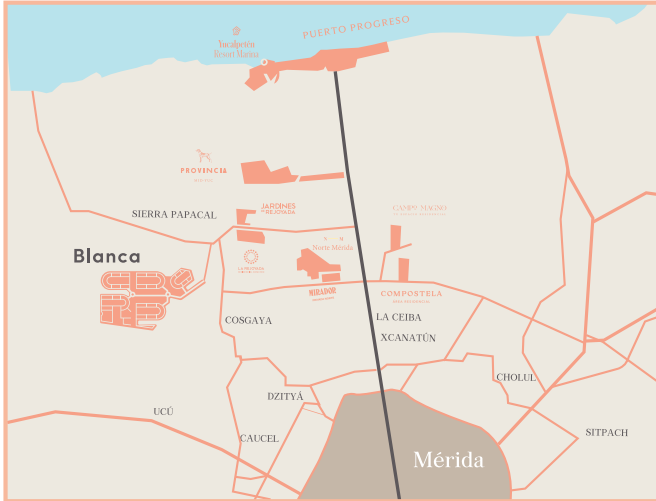 PUERTO PROGRESO
Yucalpetén
Resort Marina
PROVINCIA
SIERRA PAPACAL
JARDINES
DE REJOYADA
CAMPO MAGNO
Norte Mérida
Blanca
MIRADOR
COMPOSTELA
COSGAYA
LA CEIBA
XCANATÚN
DZITYÁ
CHOLUL
UCÚ
CAUCEL
SITPACH
Mérida